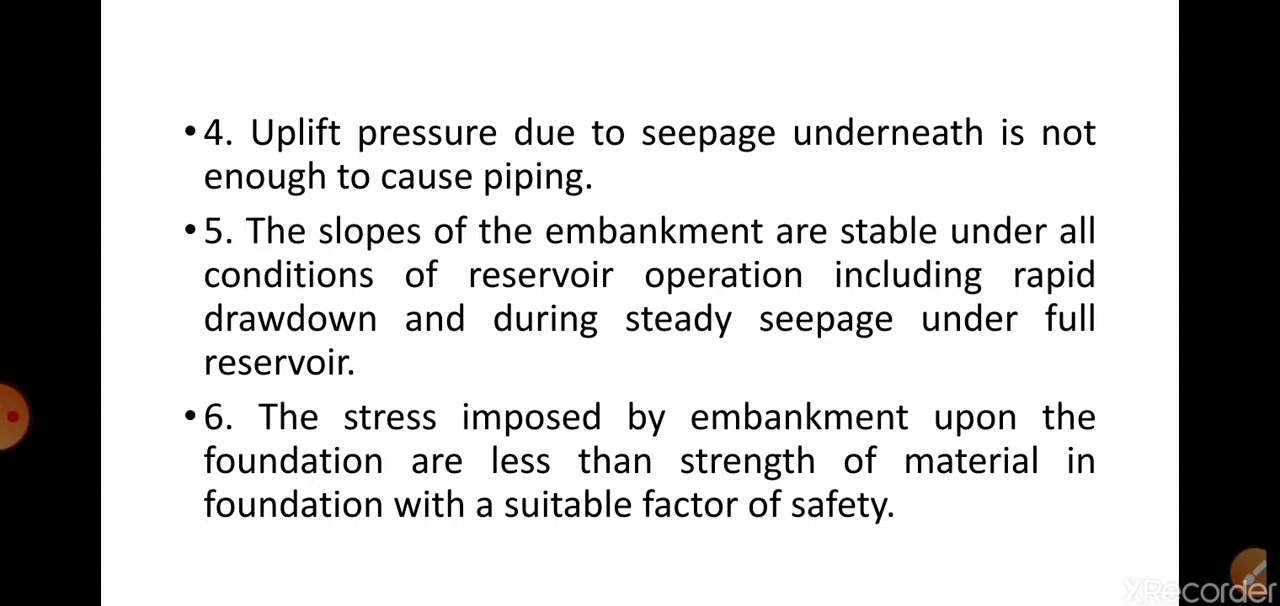 • 4. Uplift pressure due to seepage underneath is not
enough to cause piping.
• 5. The slopes of the embankment are stable under all
conditions of reservoir operation including rapid
drawdown and during steady seepage under full
reservoir.
• 6. The stress imposed by embankment upon the
foundation are less than strength of material in
foundation with a suitable factor of safety.
XRecorder